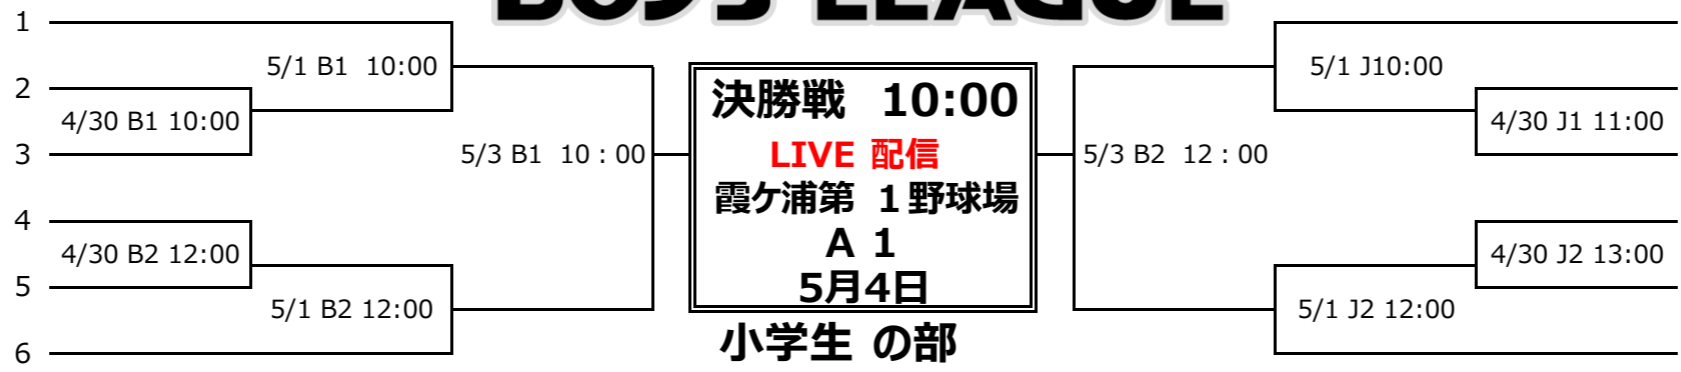 BOYS LEAGUE
1
5/1 B1 10:00
2
4/30 B1 10:00
3
5/3 B1 10：00
4
4/30 B2 12:00
5
5/1 B2 12:00
6
決勝戦 10:00
LIVE 配信
霞ケ浦第 １野球場
A 1
5月4日
小学生 の部
5/1 J10:00
4/30 J1 11:00
5/3 B2 12：00
4/30 J2 13:00
5/1 J2 12:00